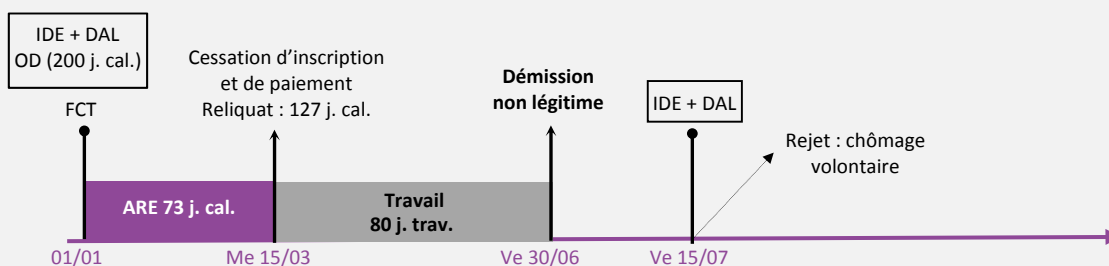 IDE + DAL
OD (200 j. cal.)
FCT
Cessation d’inscription
et de paiement
Reliquat : 127 j. cal.
Démission
non légitime
IDE + DAL
Rejet : chômage
volontaire
ARE 73 j. cal.
Travail
80 j. trav.
01/01
Me 15/03
Ve 30/06
Ve 15/07